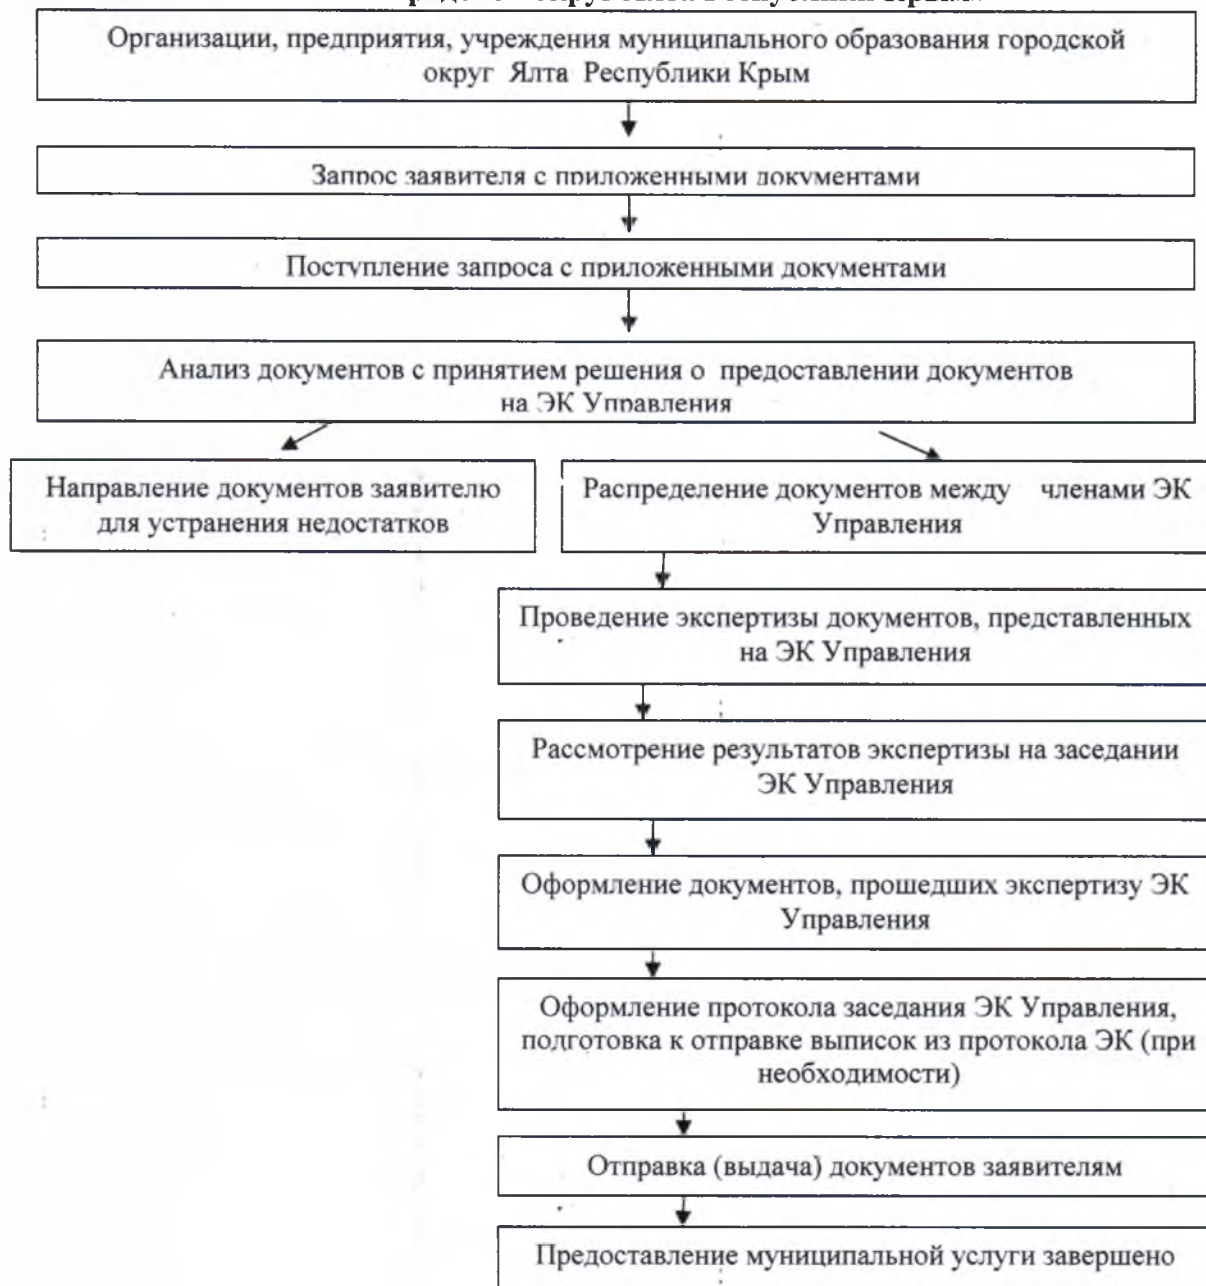 Организации, предприятия, учреждения муниципального образования городской
округ Ялта Республики Крым
Запрос заявителя с приложенными документами
Поступление запроса с приложенными документами
Анализ документов с принятием решения о предоставлении документов
на ЭК Управления
Направление документов заявителю
для устранения недостатков
Распределение документов между членами ЭК
Управления
Проведение экспертизы документов, представленных
на ЭК Управления
Рассмотрение результатов экспертизы на заседании
ЭК Управления
Оформление документов, прошедших экспертизу ЭК
Управления
Оформление протокола заседания ЭК Управления,
подготовка к отправке выписок из протокола ЭК (при
необходимости)
Отправка (выдача) документов заявителям
Предоставление муниципальной услуги завершено